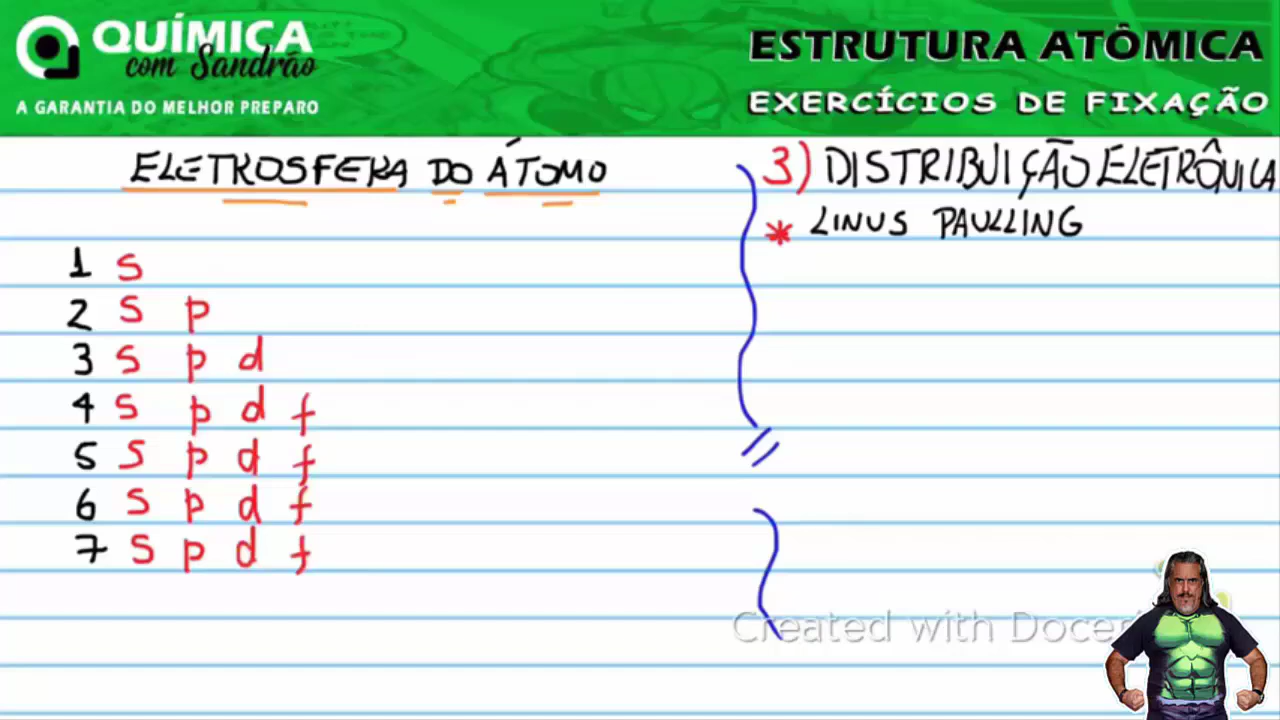 QUÍMICA
com Sandrão
A GARANTIA DO MELHOR PREPARO
ESTRUTURA ATÔMICA
EXERCÍCIOS DE FIXAÇÃO
ELETROSFERA DO ÁTOMO
1 s
2 s p
3 s p d
4 s p d f
5 s p d f
6 s p d f
7 s p d f
3) DISTRIBUIÇÃO ELETRÔNICA
* LINUS PAULLING
Created with